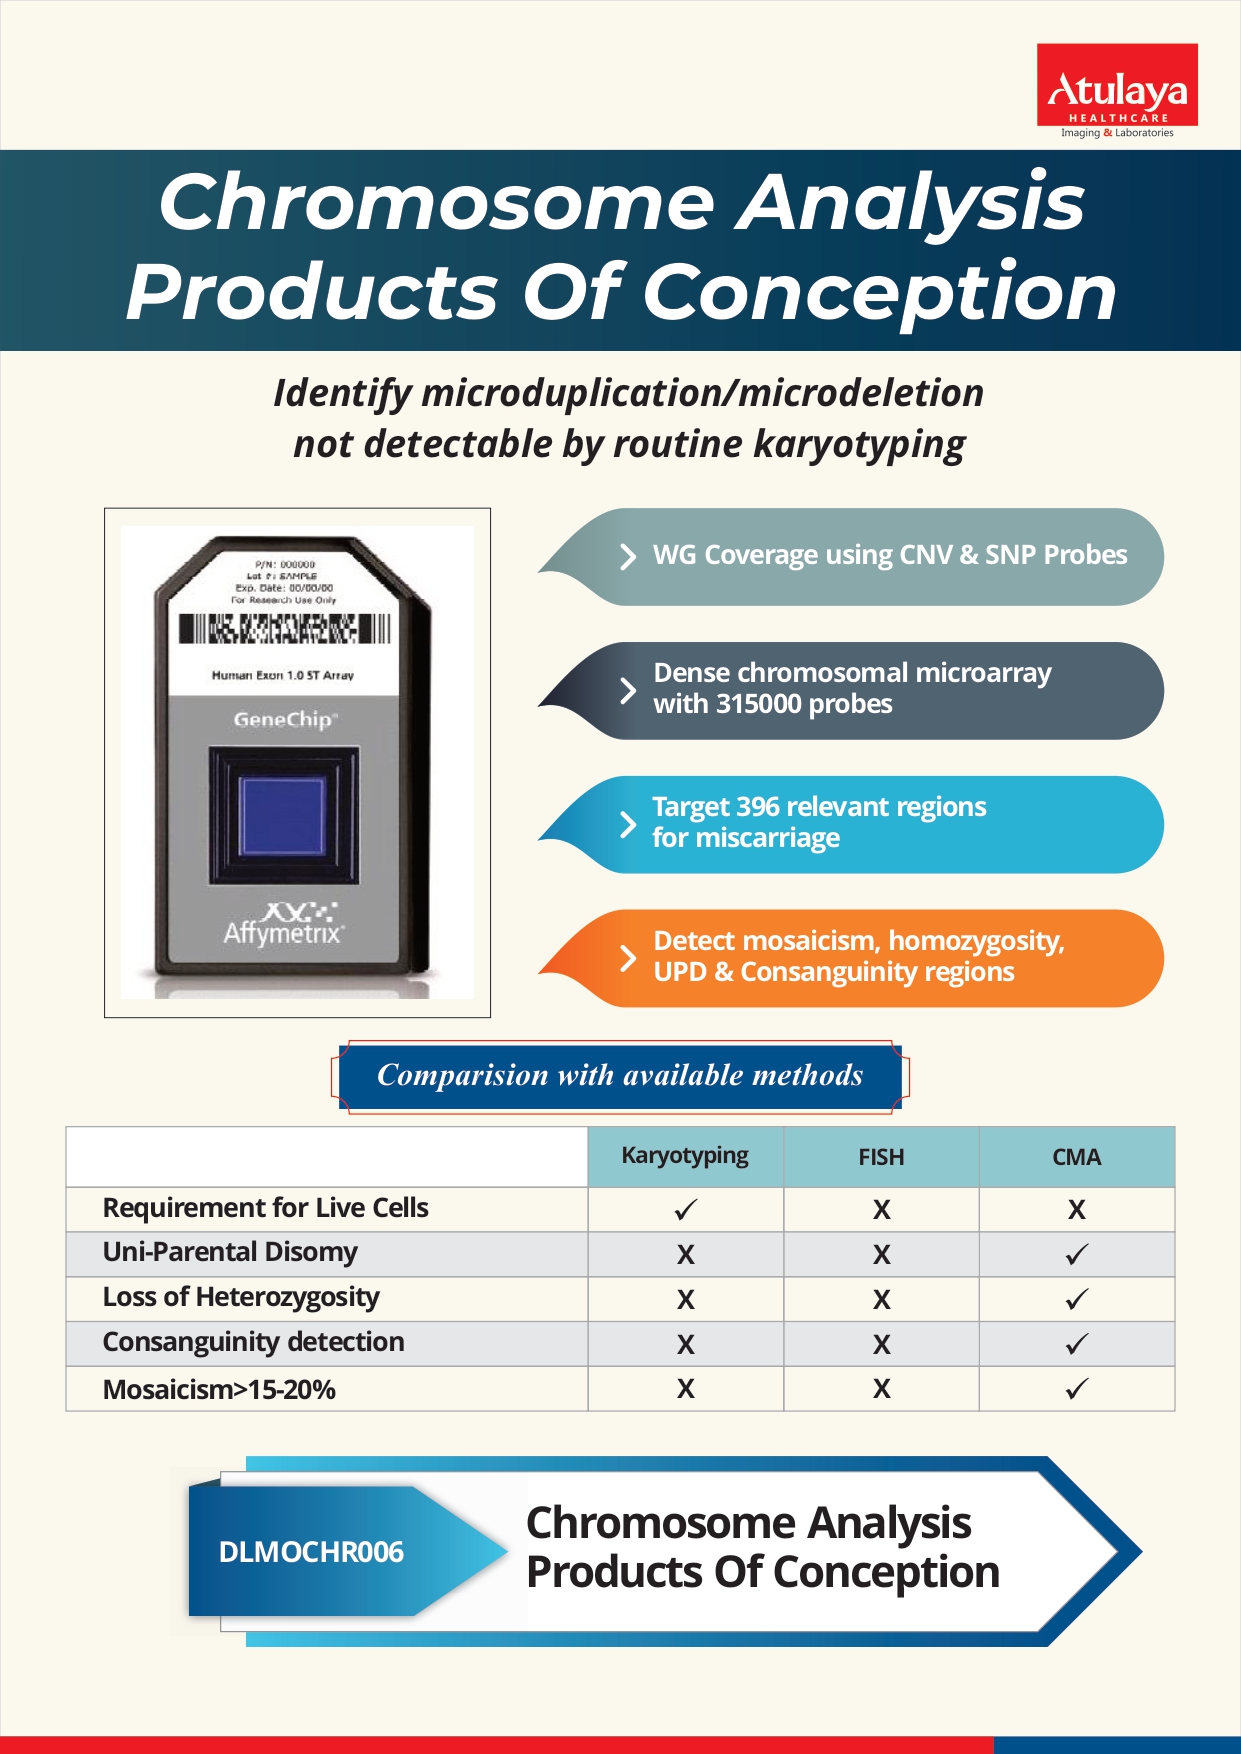 Atulaya
HEALTHCARE
Imaging & Laboratories
Chromosome Analysis
Products Of Conception
Identify microduplication/microdeletion
not detectable by routine karyotyping
P/N: 000000
Lot #: SAMPLE
Exp. Date: 00/00/00
For Research Use Only
Human Exon 1.0 ST Array
GeneChip®
Affymetrix®
WG Coverage using CNV & SNP Probes
Dense chromosomal microarray
with 315000 probes
Target 396 relevant regions
for miscarriage
Detect mosaicism, homozygosity,
UPD & Consanguinity regions
Comparision with available methods
Karyotyping FISH CMA
Requirement for Live Cells ✓ X X
Uni-Parental Disomy X X ✓
Loss of Heterozygosity X X ✓
Consanguinity detection X X ✓
Mosaicism>15-20% X X ✓
DLMOCHR006
Chromosome Analysis
Products Of Conception